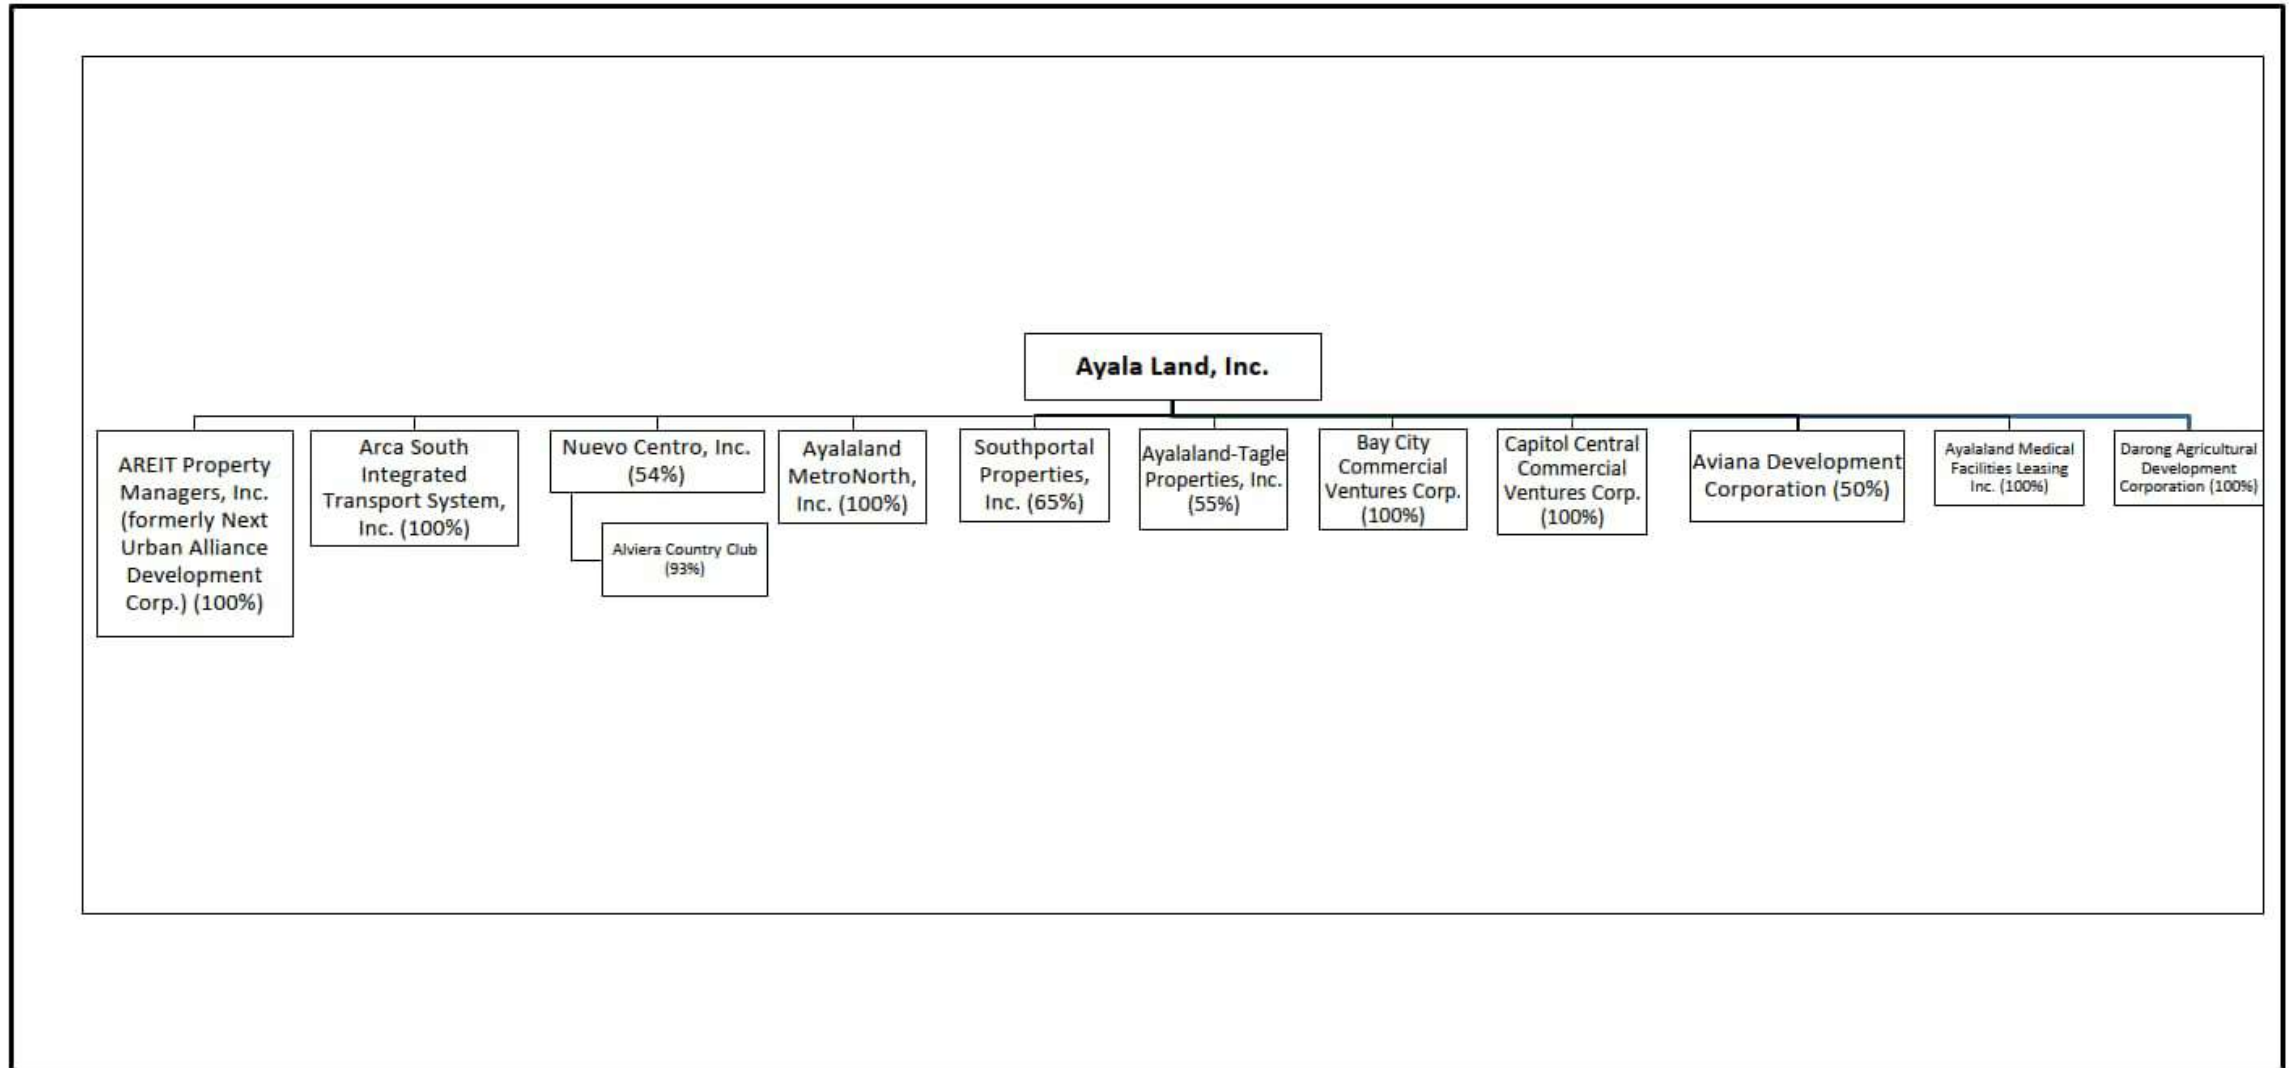 Ayala Land, Inc.
AREIT Property
Managers, Inc.
(formerly Next
Urban Alliance
Development
Corp.) (100%)
Arca South
Integrated
Transport System,
Inc. (100%)
Nuevo Centro, Inc.
(54%)
Alviera Country Club
(93%)
Ayalaland
MetroNorth,
Inc. (100%)
Southportal
Properties,
Inc. (65%)
Ayalaland-Tagle
Properties, Inc.
(55%)
Bay City
Commercial
Ventures Corp.
(100%)
Capitol Central
Commercial
Ventures Corp.
(100%)
Aviana Development
Corporation (50%)
Ayalaland Medical
Facilities Leasing
Inc. (100%)
Darong Agricultural
Development
Corporation (100%)